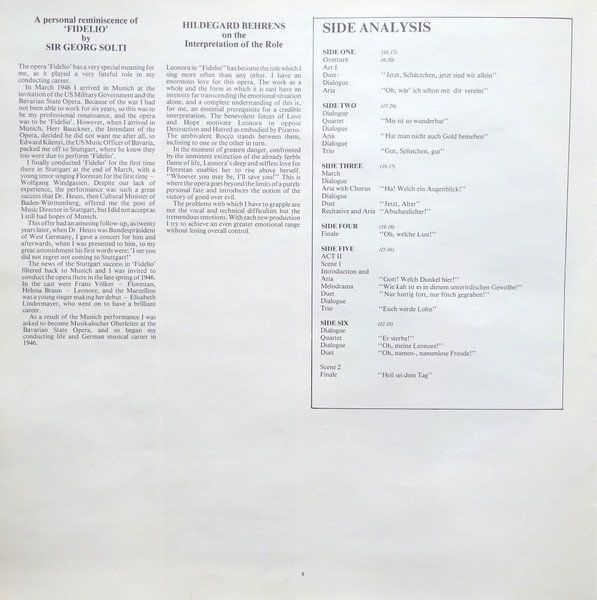 A personal reminiscence of
'FIDELIO'
by
SIR GEORG SOLTI
The opera 'Fidelio' has a very special meaning for
me, as it played a very fateful role in my
conducting career.
In March 1946 I arrived in Munich at the
invitation of the US Military Government and the
Bavarian State Opera. Because of the war I had
not been able to work for six years, so this was to
be my professional renaissance, and the opera
was to be 'Fidelio'. However, when I arrived in
Munich, Herr Bauckner, the Intendant of the
Opera, decided he did not want me after all, so
Edward Kilenyi, the US Music Officer of Bavaria,
packed me off to Stuttgart, where he knew they
too were due to perform 'Fidelio'.
I finally conducted 'Fidelio' for the first time
there in Stuttgart at the end of March, with a
young tenor singing Florestan for the first time –
Wolfgang Windgassen. Despite our lack of
experience, the performance was such a great
success that Dr. Heuss, then Cultural Minister of
Baden-Württemberg, offered me the post of
Music Director in Stuttgart, but I did not accept as
I still had hopes of Munich.
This offer had an amusing follow-up, as twenty
years later, when Dr. Heuss was Bundespräsident
of West Germany, I gave a concert for him and
afterwards, when I was presented to him, to my
great astonishment his first words were: 'I see you
did not regret not coming to Stuttgart!'
The news of the Stuttgart success in 'Fidelio'
filtered back to Munich and I was invited to
conduct the opera there in the late spring of 1946.
In the cast were Franz Völker – Florestan,
Helena Braun – Leonore, and the Marzelline
was a young singer making her debut – Elisabeth
Lindermayer, who went on to have a brilliant
career.
As a result of the Munich performance I was
asked to become Musikalischer Oberleiter at the
Bavarian State Opera, and so began my
conducting life and German musical career in
1946.
HILDEGARD BEHRENS
on the
Interpretation of the Role
Leonora in "Fidelio" has become the role which I
sing more often than any other. I have an
enormous love for this opera. The work as a
whole and the form in which it is cast have an
intensity far transcending the emotional situation
alone, and a complete understanding of this is,
for me, an essential prerequisite for a credible
interpretation. The benevolent forces of Love
and Hope motivate Leonora to oppose
Destruction and Hatred as embodied by Pizarro.
The ambivalent Rocco stands between them,
inclining to one or the other in turn.
In the moment of greatest danger, confronted
by the imminent extinction of the already feeble
flame of life, Leonora's deep and selfless love for
Florestan enables her to rise above herself.
"Whoever you may be, I'll save you!" This is
where the opera goes beyond the limits of a purely
personal fate and introduces the notion of the
victory of good over evil.
The problems with which I have to grapple are
not the vocal and technical difficulties but the
tremendous emotions. With each new production
I try to achieve an even greater emotional range
without losing overall control.
SIDE ANALYSIS
SIDE ONE (16.17)
Overture (6.50)
Act 1
Duet: "Jetzt, Schätzchen, jetzt sind wir allein"
Dialogue
Aria "Oh, wär' ich schon mit dir vereint"
SIDE TWO (17.29)
Dialogue
Quartet "Mir ist so wunderbar"
Dialogue
Aria "Hat man nicht auch Gold beineben"
Dialogue
Trio "Gut, Söhnchen, gut"
SIDE THREE (19.17)
March
Dialogue
Aria with Chorus "Ha! Welch ein Augenblick!"
Dialogue
Duet "Jetzt, Alter"
Recitative and Aria "Abscheulicher!"
SIDE FOUR (19.18)
Finale "Oh, welche Lust!"
SIDE FIVE (25.03)
ACT II
Scene 1
Introduction and
Aria "Gott! Welch Dunkel hier!"
Melodrama "Wie kalt ist es in diesem unterirdischen Gewölbe!"
Duet "Nur hurtig fort, nur frisch gegraben!"
Dialogue
Trio "Euch werde Lohn"
SIDE SIX (22.03)
Dialogue
Quartet "Er sterbe!"
Dialogue "Oh, meine Leonore!"
Duet "Oh, namen-, namenlose Freude!"
Scene 2
Finale "Heil sei dem Tag"
8